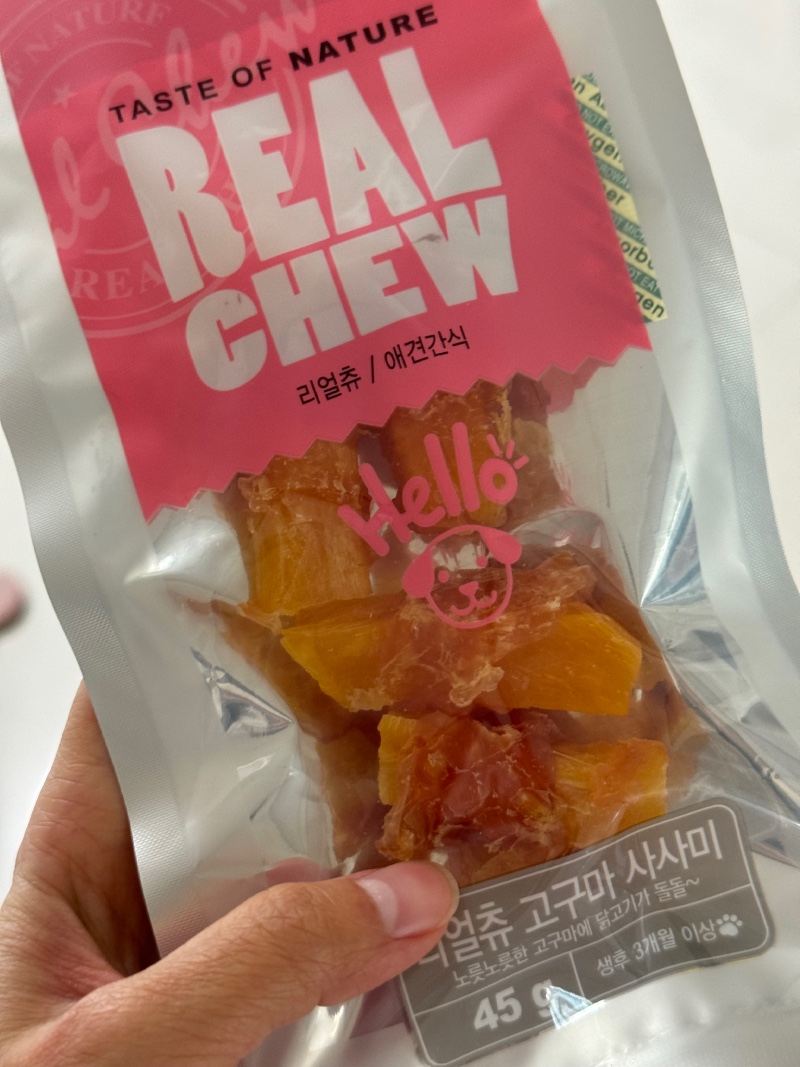 TASTE OF NATURE
REAL
CHEW
리얼츄 / 애견간식
Hello
리얼츄 고구마 사사미
노릇노릇한 고구마에 닭고기가 돌돌~
45 g
생후 3개월 이상